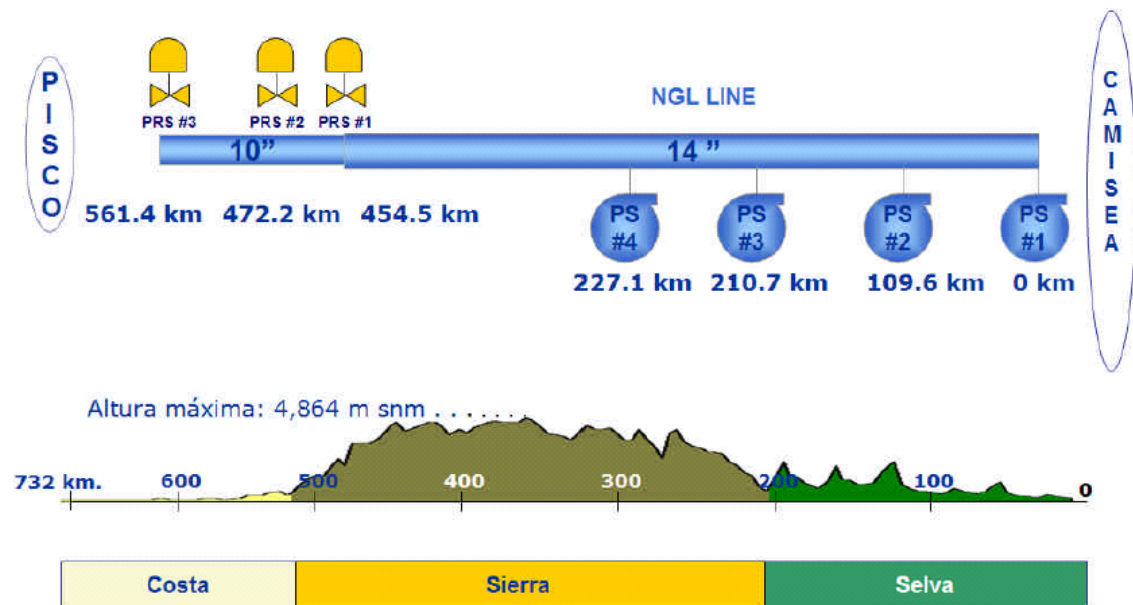 PISCO
CAMISEA
PRS #3 PRS #2 PRS #1
NGL LINE
10” 14 ”
561.4 km 472.2 km 454.5 km
PS #4 PS #3 PS #2 PS #1
227.1 km 210.7 km 109.6 km 0 km
Altura máxima: 4,864 m snm . . . . . . .
732 km. 600 500 400 300 200 100 0
Costa Sierra Selva